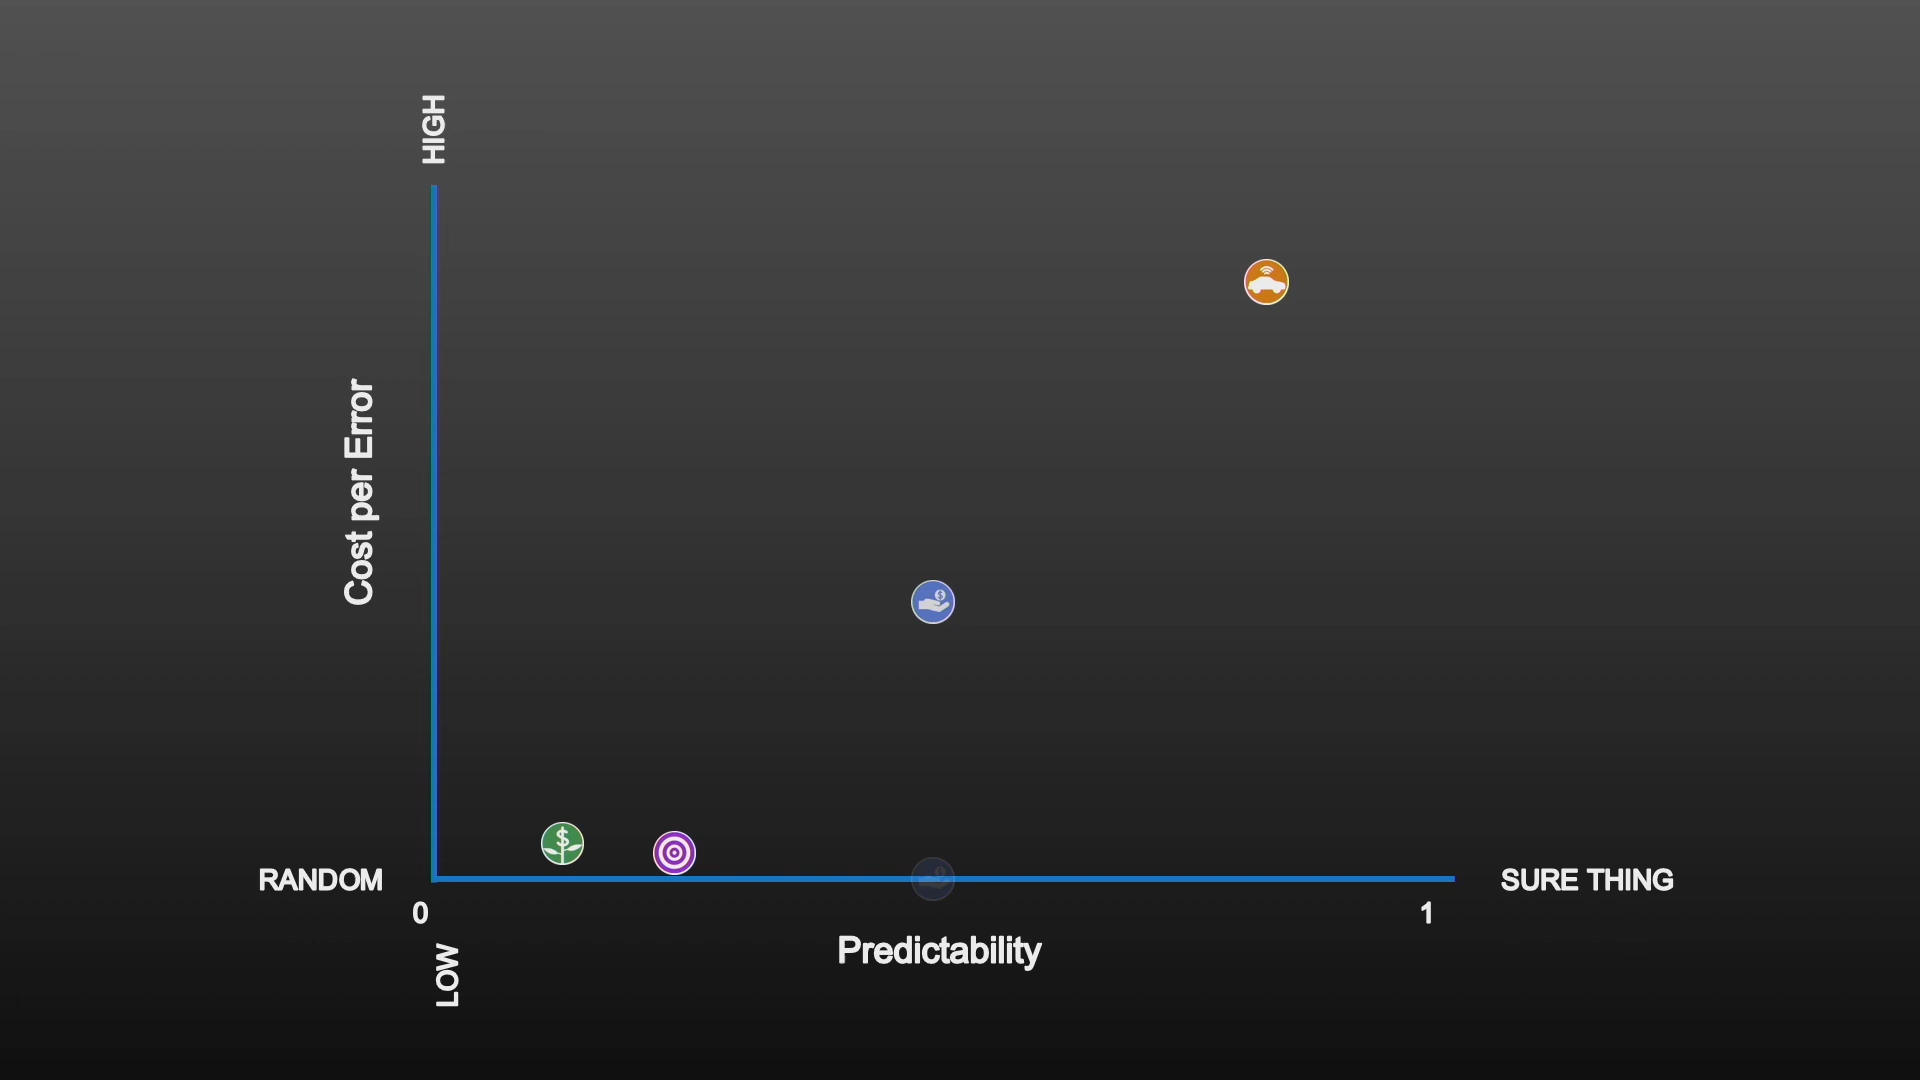 HIGH
Cost per Error
RANDOM
SURE THING
0
1
LOW
Predictability
$
$